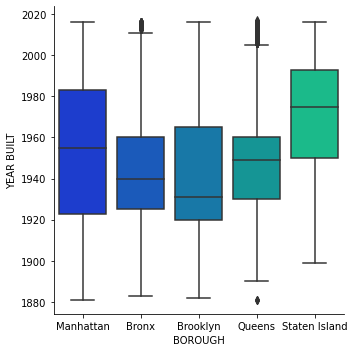 2020
2000
1980
1960
1940
1920
1900
1880
YEAR BUILT
Manhattan Bronx Brooklyn Queens Staten Island
BOROUGH